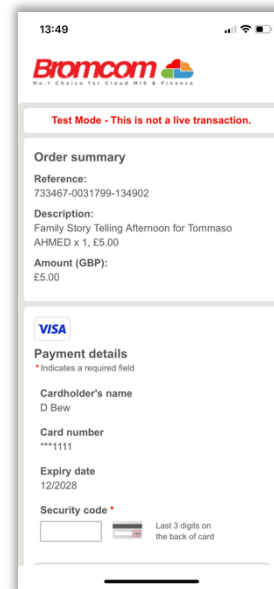 13:49
Bromcom
No.1 Choice for Cloud MIS & Finance
Test Mode - This is not a live transaction.
Order summary
Reference:
733467-0031799-134902
Description:
Family Story Telling Afternoon for Tommaso
AHMED x 1, £5.00
Amount (GBP):
£5.00
VISA
Payment details
* Indicates a required field
Cardholder's name
D Bew
Card number
***1111
Expiry date
12/2028
Security code *
Last 3 digits on
the back of card